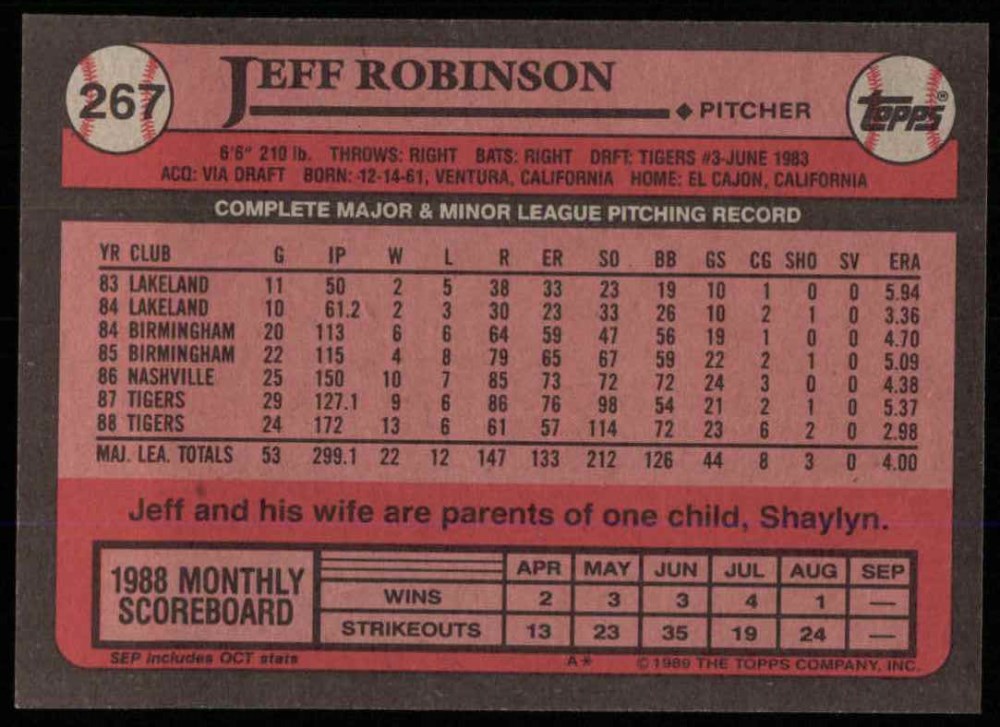 267
JEFF ROBINSON
◆ PITCHER
TOPPS®
6'6" 210 lb. THROWS: RIGHT BATS: RIGHT DRFT: TIGERS #3-JUNE 1983
ACQ: VIA DRAFT BORN: 12-14-61, VENTURA, CALIFORNIA HOME: EL CAJON, CALIFORNIA
COMPLETE MAJOR & MINOR LEAGUE PITCHING RECORD
YR CLUB G IP W L R ER SO BB GS CG SHO SV ERA
83 LAKELAND 11 50 2 5 38 33 23 19 10 1 0 0 5.94
84 LAKELAND 10 61.2 2 3 30 23 33 26 10 2 1 0 3.36
84 BIRMINGHAM 20 113 6 6 64 59 47 56 19 1 0 0 4.70
85 BIRMINGHAM 22 115 4 8 79 65 67 59 22 2 1 0 5.09
86 NASHVILLE 25 150 10 7 85 73 72 72 24 3 0 0 4.38
87 TIGERS 29 127.1 9 6 86 76 98 54 21 2 1 0 5.37
88 TIGERS 24 172 13 6 61 57 114 72 23 6 2 0 2.98
MAJ. LEA. TOTALS 53 299.1 22 12 147 133 212 126 44 8 3 0 4.00
Jeff and his wife are parents of one child, Shaylyn.
1988 MONTHLY
SCOREBOARD
APR MAY JUN JUL AUG SEP
WINS 2 3 3 4 1 —
STRIKEOUTS 13 23 35 19 24 —
SEP includes OCT stats
A* © 1989 THE TOPPS COMPANY, INC.